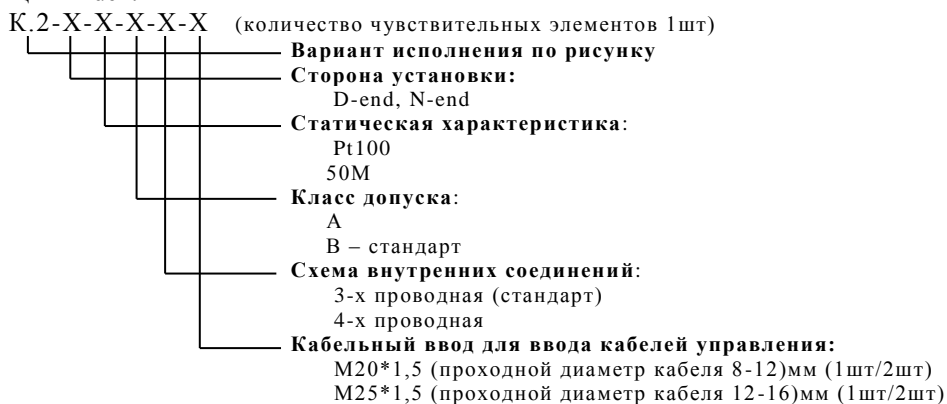 К.2-Х-Х-Х-Х-Х (количество чувствительных элементов 1шт)
Вариант исполнения по рисунку
Сторона установки:
D-end, N-end
Статическая характеристика:
Pt100
50М
Класс допуска:
А
В – стандарт
Схема внутренних соединений:
3-х проводная (стандарт)
4-х проводная
Кабельный ввод для ввода кабелей управления:
М20*1,5 (проходной диаметр кабеля 8-12)мм (1шт/2шт)
М25*1,5 (проходной диаметр кабеля 12-16)мм (1шт/2шт)